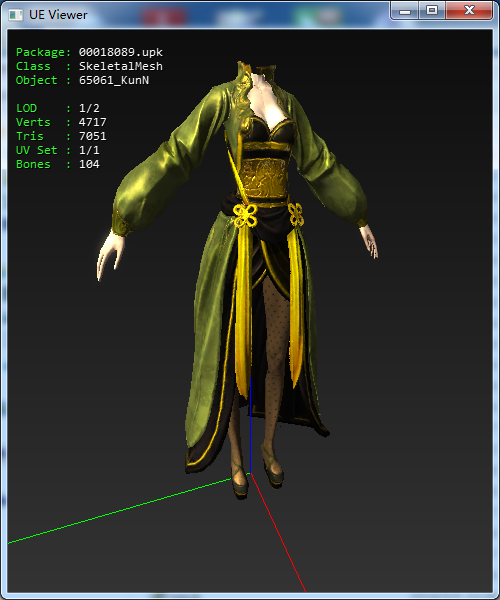 UE Viewer
Package: 00018089.upk
Class : SkeletalMesh
Object : 65061_KunN
LOD : 1/2
Verts : 4717
Tris : 7051
UV Set : 1/1
Bones : 104